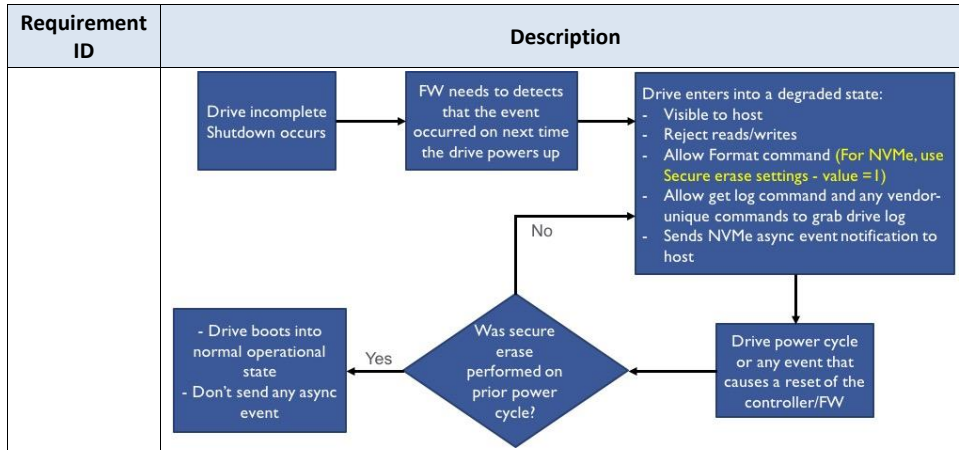 Requirement
ID
Description
Drive incomplete
Shutdown occurs
FW needs to detects
that the event
occurred on next time
the drive powers up
Drive enters into a degraded state:
- Visible to host
- Reject reads/writes
- Allow Format command (For NVMe, use
Secure erase settings - value =1)
- Allow get log command and any vendor-
unique commands to grab drive log
- Sends NVMe async event notification to
host
No
- Drive boots into
normal operational
state
- Don't send any async
event
Yes
Was secure
erase
performed on
prior power
cycle?
Drive power cycle
or any event that
causes a reset of the
controller/FW